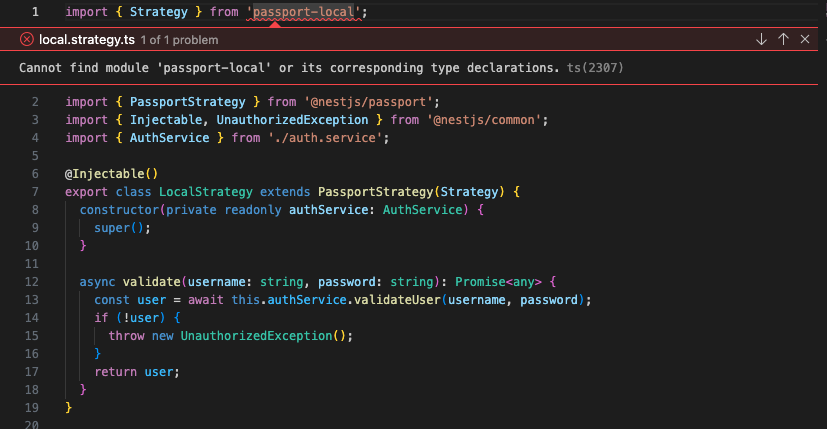 1 import { Strategy } from 'passport-local';
local.strategy.ts 1 of 1 problem
Cannot find module 'passport-local' or its corresponding type declarations. ts(2307)
2 import { PassportStrategy } from '@nestjs/passport';
3 import { Injectable, UnauthorizedException } from '@nestjs/common';
4 import { AuthService } from './auth.service';
5
6 @Injectable()
7 export class LocalStrategy extends PassportStrategy(Strategy) {
8 constructor(private readonly authService: AuthService) {
9 super();
10 }
11
12 async validate(username: string, password: string): Promise<any> {
13 const user = await this.authService.validateUser(username, password);
14 if (!user) {
15 throw new UnauthorizedException();
16 }
17 return user;
18 }
19 }
20